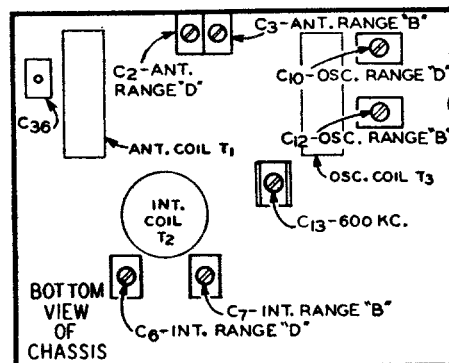 C3-ANT. RANGE "B"
C2-ANT.
RANGE "D"
C10-OSC. RANGE "D"
C36
C12-OSC. RANGE "B"
ANT. COIL T1
OSC. COIL T3
INT.
COIL
T2
C13-600 KC.
BOTTOM
VIEW
OF
CHASSIS
C7-INT. RANGE "B"
C6-INT. RANGE "D"